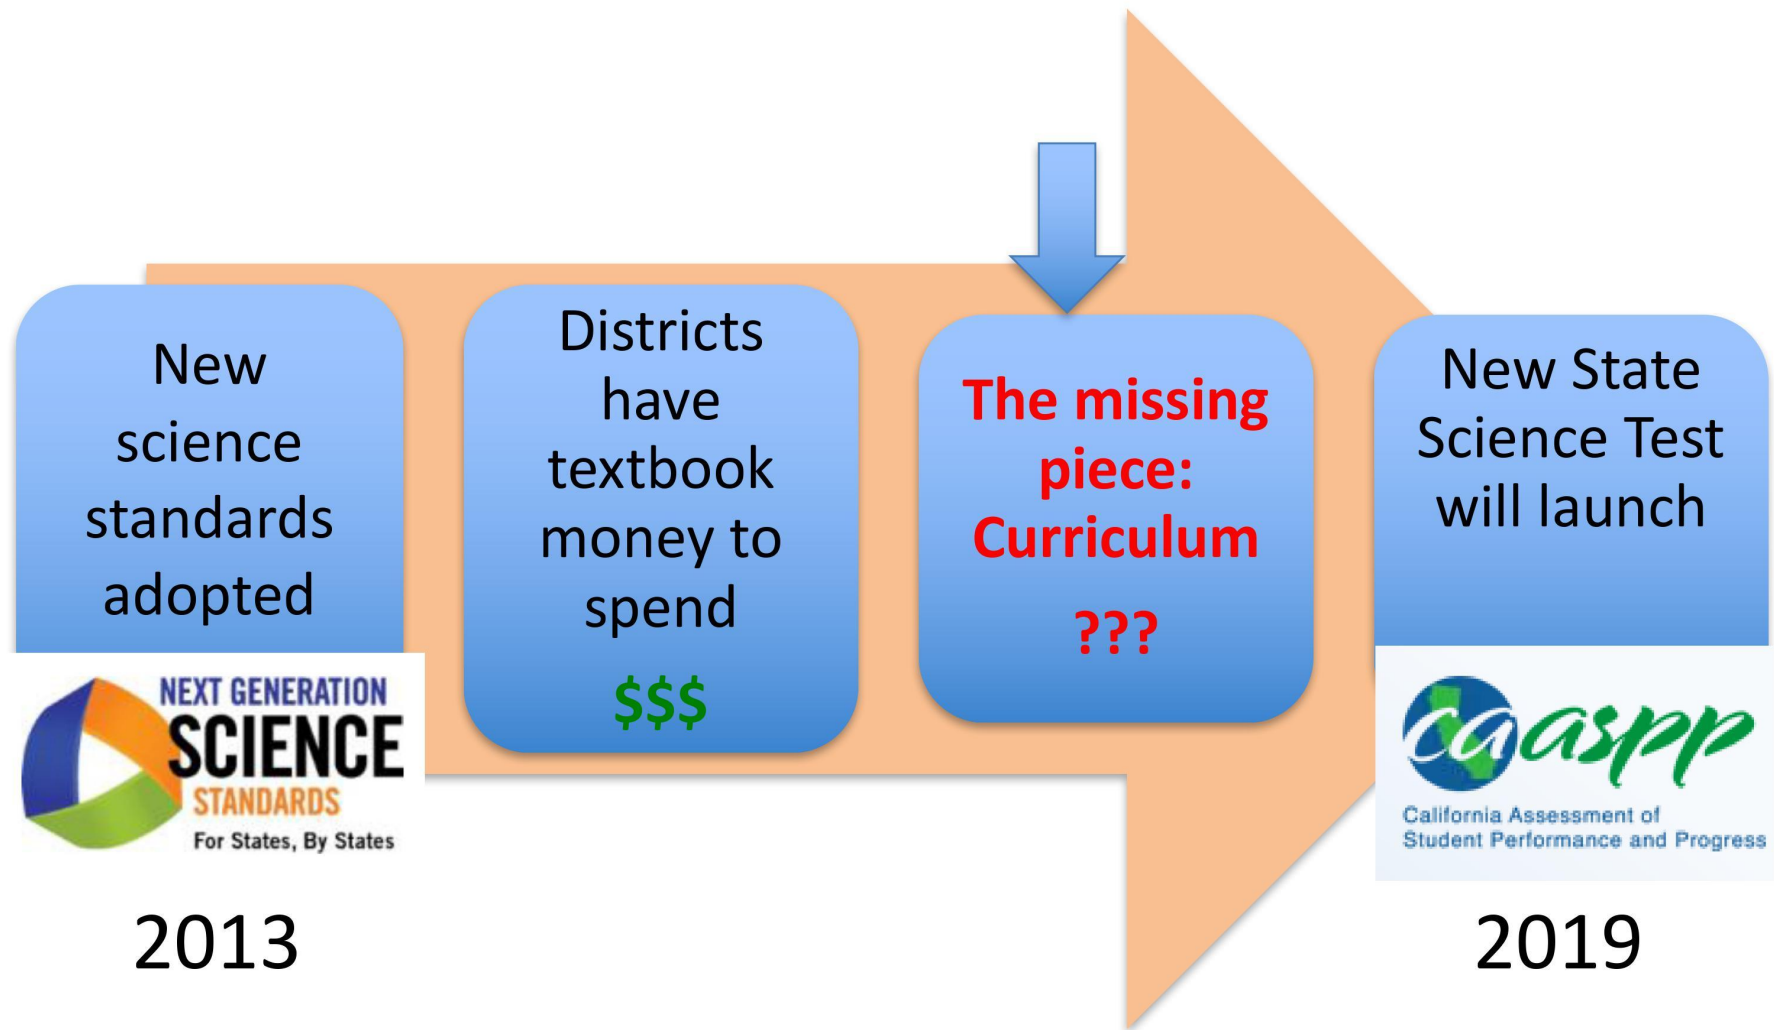 New
science
standards
adopted
NEXT GENERATION
SCIENCE
STANDARDS
For States, By States
2013
Districts
have
textbook
money to
spend
$$$
The missing
piece:
Curriculum
???
New State
Science Test
will launch
caaspp
California Assessment of
Student Performance and Progress
2019